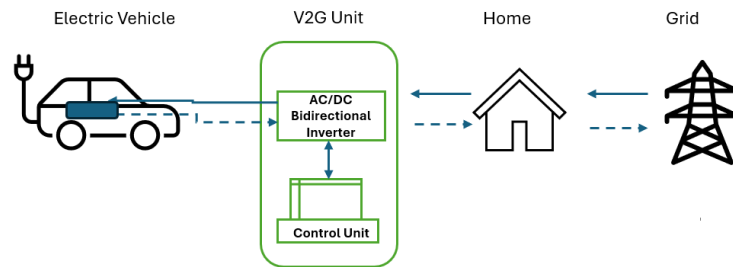 Electric Vehicle
V2G Unit
Home
Grid
AC/DC
Bidirectional
Inverter
Control Unit